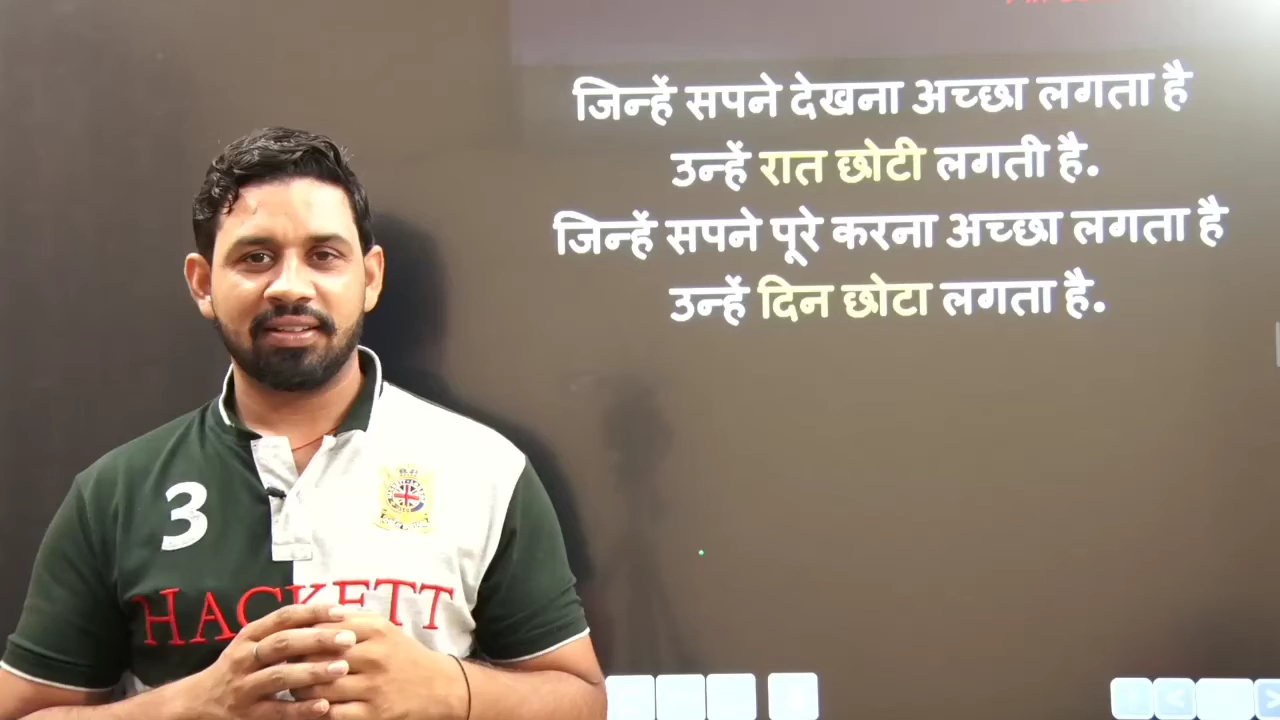 जिन्हें सपने देखना अच्छा लगता है
उन्हें रात छोटी लगती है.
जिन्हें सपने पूरे करना अच्छा लगता है
उन्हें दिन छोटा लगता है.
3
HACKETT